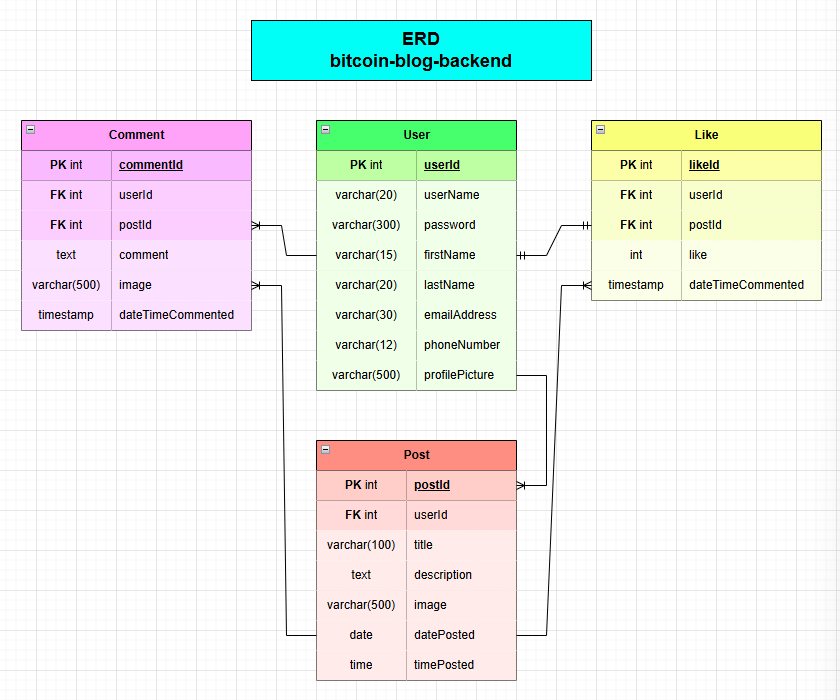 ERD
bitcoin-blog-backend
Comment
PK int commentId
FK int userId
FK int postId
text comment
varchar(500) image
timestamp dateTimeCommented
User
PK int userId
varchar(20) userName
varchar(300) password
varchar(15) firstName
varchar(20) lastName
varchar(30) emailAddress
varchar(12) phoneNumber
varchar(500) profilePicture
Like
PK int likeId
FK int userId
FK int postId
int like
timestamp dateTimeCommented
Post
PK int postId
FK int userId
varchar(100) title
text description
varchar(500) image
date datePosted
time timePosted